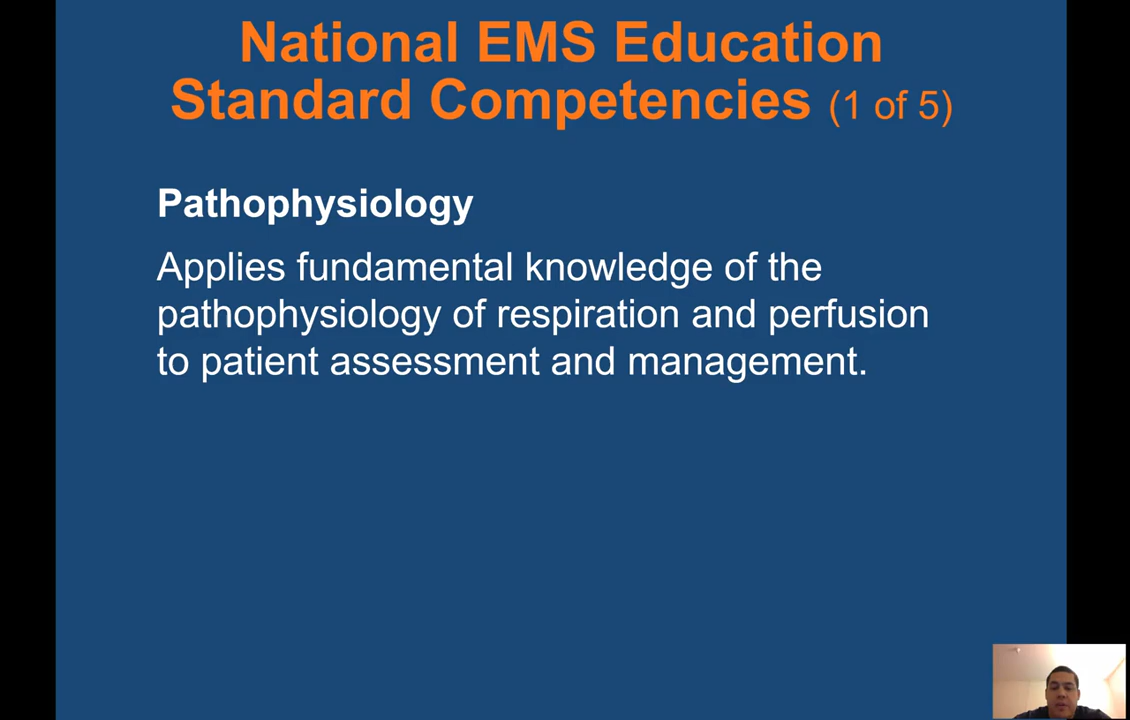 National EMS Education
Standard Competencies (1 of 5)
Pathophysiology
Applies fundamental knowledge of the
pathophysiology of respiration and perfusion
to patient assessment and management.